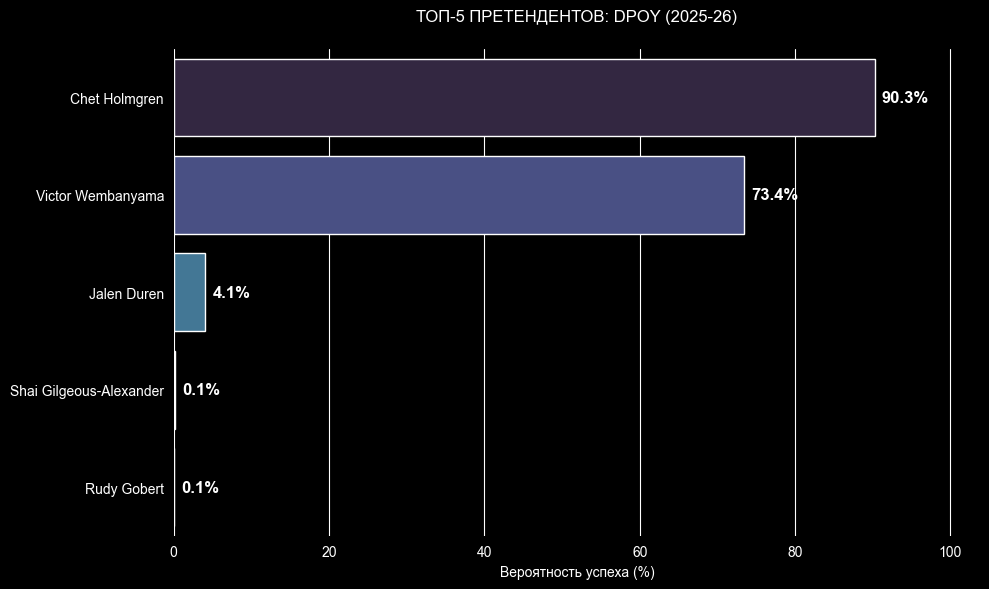 ТОП-5 ПРЕТЕНДЕНТОВ: DPOY (2025-26)
Chet Holmgren
90.3%
Victor Wembanyama
73.4%
Jalen Duren
4.1%
Shai Gilgeous-Alexander
0.1%
Rudy Gobert
0.1%
0 20 40 60 80 100
Вероятность успеха (%)